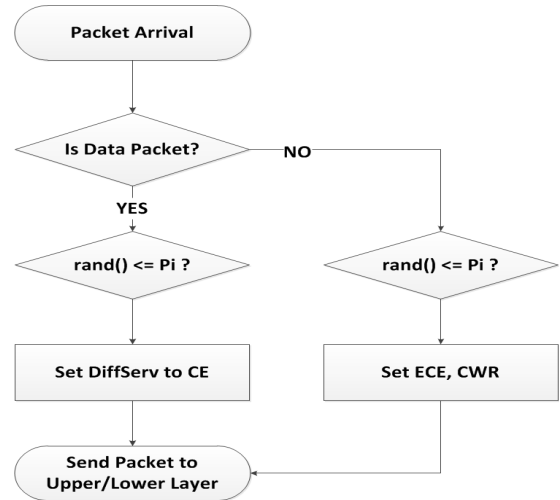 Packet Arrival
Is Data Packet?
NO
YES
rand() <= Pi ?
rand() <= Pi ?
Set DiffServ to CE
Set ECE, CWR
Send Packet to
Upper/Lower Layer